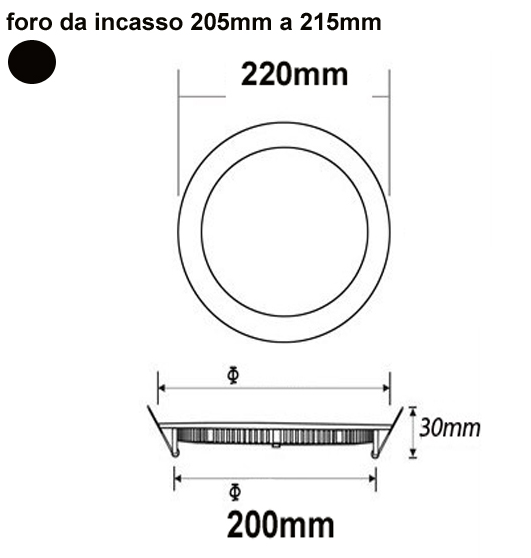 foro da incasso 205mm a 215mm
220mm
Φ
30mm
Φ
200mm